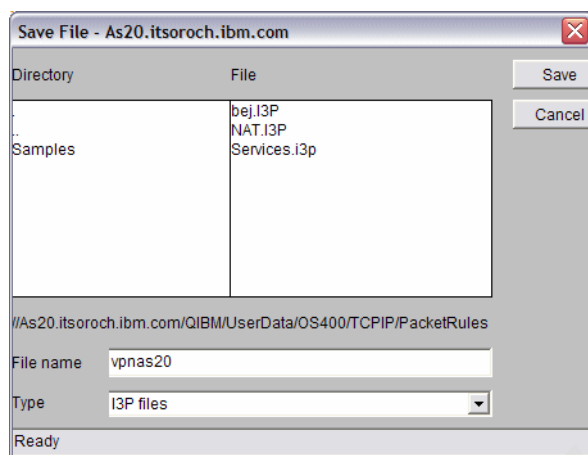 Save File - As20.itsoroch.ibm.com
Directory
File
Save
Cancel
.
..
Samples
bej.I3P
NAT.I3P
Services.i3p
//As20.itsoroch.ibm.com/QIBM/UserData/OS400/TCPIP/PacketRules
File name
vpnas20
Type
I3P files
Ready